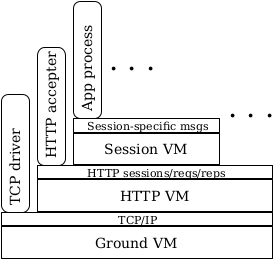 App process
HTTP accepter
TCP driver
. . .
. . .
Session-specific msgs
Session VM
HTTP sessions/reqs/reps
HTTP VM
TCP/IP
Ground VM